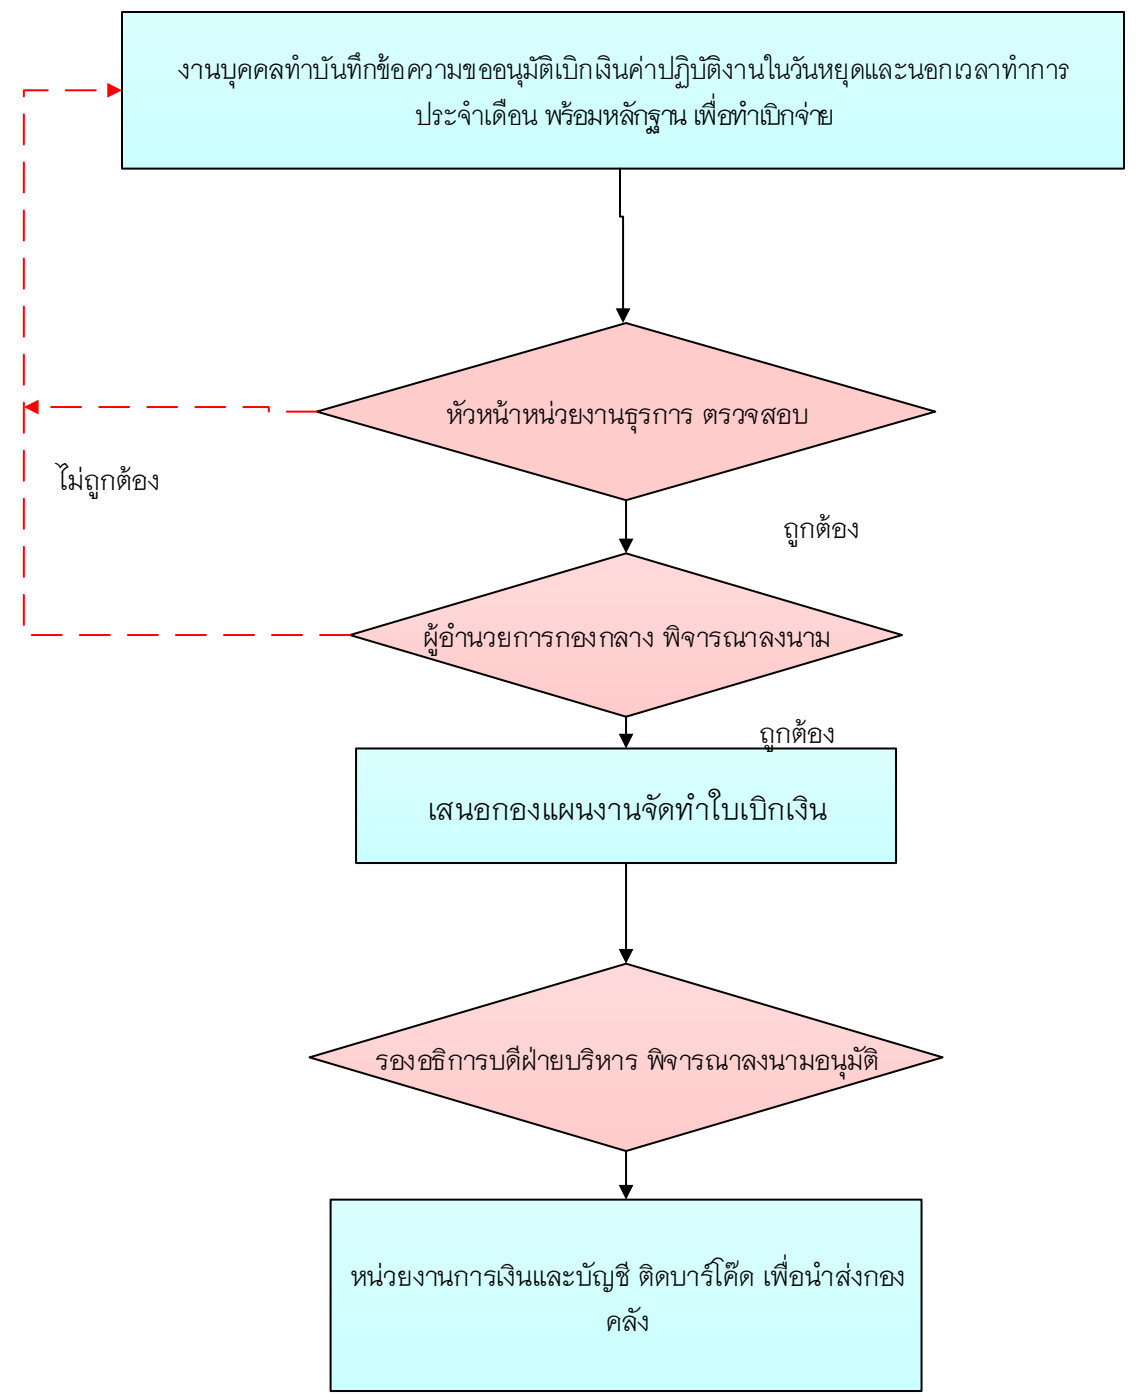 งานบุคคลทำบันทึกข้อความขออนุมัติเบิกเงินค่าปฏิบัติงานในวันหยุดและนอกเวลาทำการ
ประจำเดือน พร้อมหลักฐาน เพื่อทำเบิกจ่าย
หัวหน้าหน่วยงานธุรการ ตรวจสอบ
ไม่ถูกต้อง
ถูกต้อง
ผู้อำนวยการกองกลาง พิจารณาลงนาม
ถูกต้อง
เสนอกองแผนงานจัดทำใบเบิกเงิน
รองอธิการบดีฝ่ายบริหาร พิจารณาลงนามอนุมัติ
หน่วยงานการเงินและบัญชี ติดบาร์โค๊ด เพื่อนำส่งกอง
คลัง